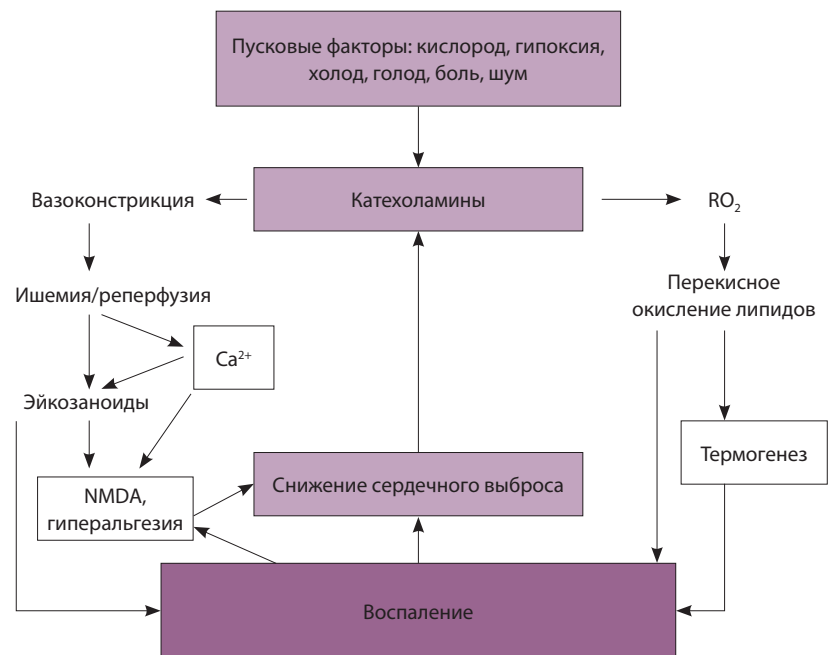 Пусковые факторы: кислород, гипоксия,
холод, голод, боль, шум
Вазоконстрикция
Катехоламины
RO₂
Ишемия/реперфузия
Перекисное
окисление липидов
Ca²⁺
Эйкозаноиды
Термогенез
NMDA,
гиперальгезия
Снижение сердечного выброса
Воспаление